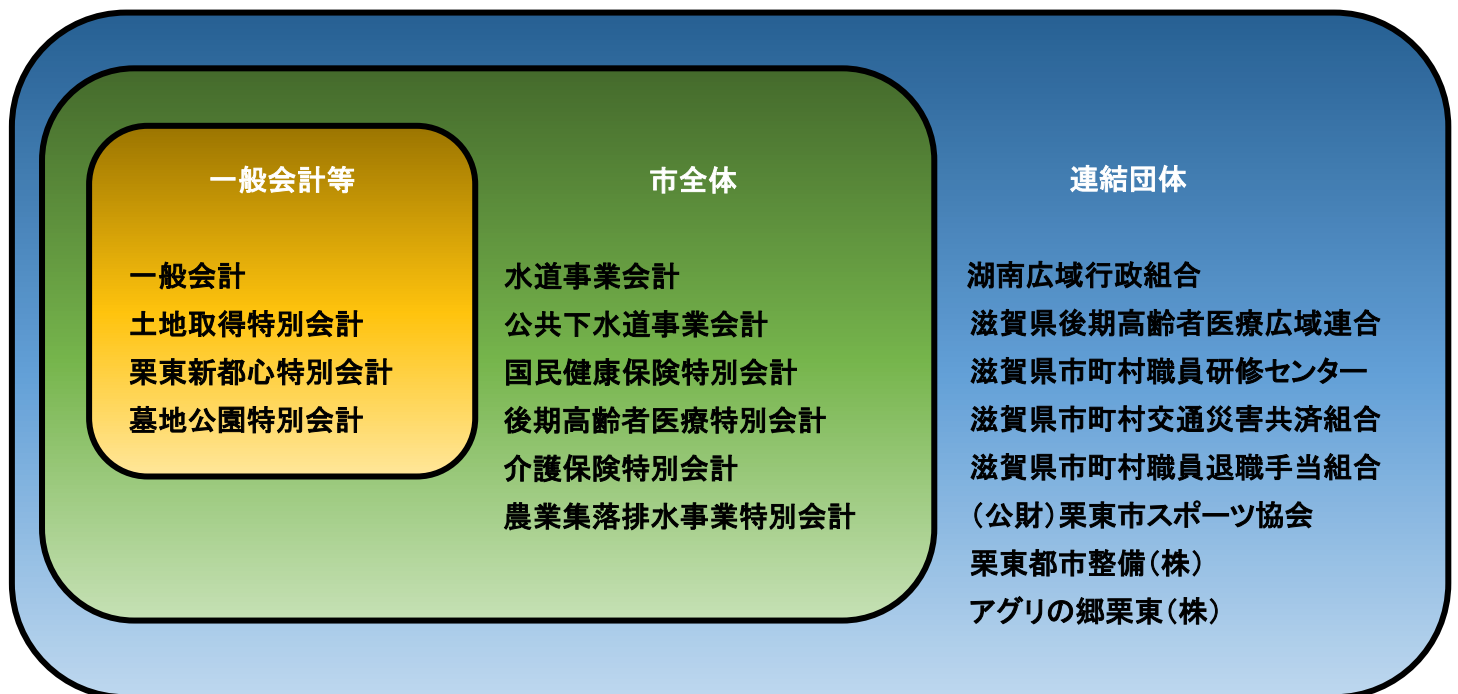 一般会計等
一般会計
土地取得特別会計
栗東新都心特別会計
墓地公園特別会計
市全体
水道事業会計
公共下水道事業会計
国民健康保険特別会計
後期高齢者医療特別会計
介護保険特別会計
農業集落排水事業特別会計
連結団体
湖南広域行政組合
滋賀県後期高齢者医療広域連合
滋賀県市町村職員研修センター
滋賀県市町村交通災害共済組合
滋賀県市町村職員退職手当組合
（公財）栗東市スポーツ協会
栗東都市整備（株）
アグリの郷栗東（株）